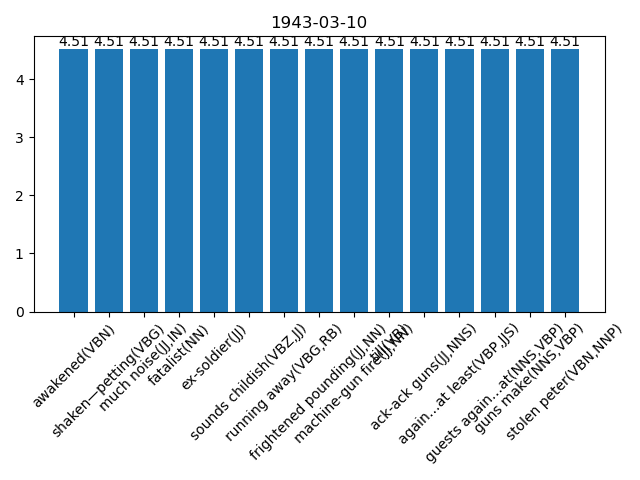 1943-03-10
4.51 4.51 4.51 4.51 4.51 4.51 4.51 4.51 4.51 4.51 4.51 4.51 4.51 4.51 4.51
4
3
2
1
0
awakened(VBN)
shaken—petting(VBG)
much noise(JJ,IN)
fatalist(NN)
ex-soldier(JJ)
sounds childish(VBZ,JJ)
running away(VBG,RB)
frightened pounding(JJ,NN)
machine-gun fire(JJ,NN)
ack-ack guns(JJ,NNS)
again...at least(VBP,JJS)
guests again...at(NNS,VBP)
guns make(NNS,VBP)
stolen peter(VBN,NNP)